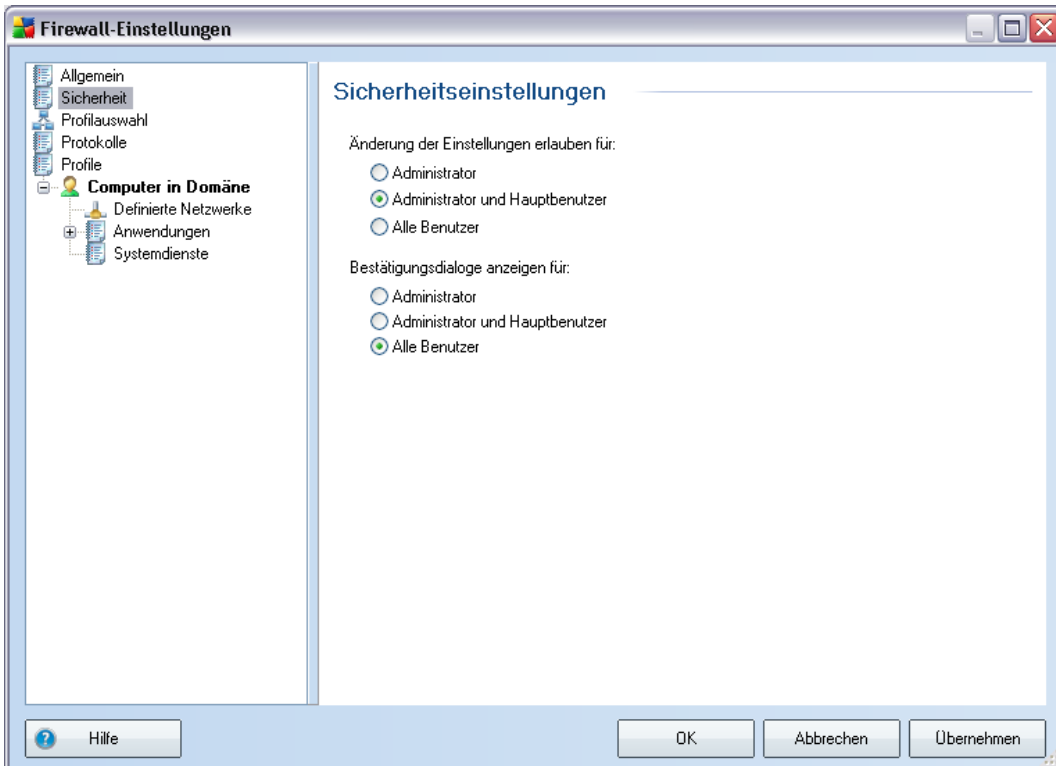 Firewall-Einstellungen
Allgemein
Sicherheit
Profilauswahl
Protokolle
Profile
Computer in Domäne
Definierte Netzwerke
Anwendungen
Systemdienste
Sicherheitseinstellungen
Änderung der Einstellungen erlauben für:
Administrator
Administrator und Hauptbenutzer
Alle Benutzer
Bestätigungsdialoge anzeigen für:
Administrator
Administrator und Hauptbenutzer
Alle Benutzer
Hilfe
OK
Abbrechen
Übernehmen